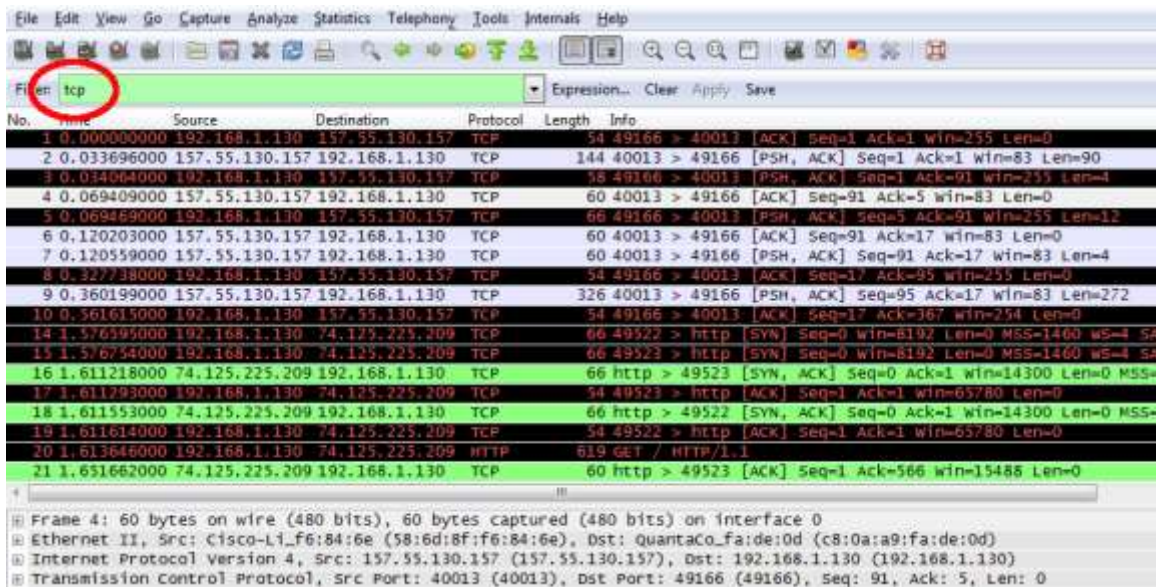 File Edit View Go Capture Analyze Statistics Telephony Tools Internals Help
Filter: tcp Expression... Clear Apply Save
No. Time Source Destination Protocol Length Info
1 0.000000000 192.168.1.130 157.55.130.157 TCP 54 49166 > 40013 [ACK] Seq=1 Ack=1 Win=255 Len=0
2 0.033696000 157.55.130.157 192.168.1.130 TCP 144 40013 > 49166 [PSH, ACK] Seq=1 Ack=1 Win=83 Len=90
3 0.034064000 192.168.1.130 157.55.130.157 TCP 58 49166 > 40013 [PSH, ACK] Seq=1 Ack=91 Win=255 Len=4
4 0.069409000 157.55.130.157 192.168.1.130 TCP 60 40013 > 49166 [ACK] Seq=91 Ack=5 Win=83 Len=0
5 0.069469000 192.168.1.130 157.55.130.157 TCP 66 49166 > 40013 [PSH, ACK] Seq=5 Ack=91 Win=255 Len=12
6 0.120203000 157.55.130.157 192.168.1.130 TCP 60 40013 > 49166 [ACK] Seq=91 Ack=17 Win=83 Len=0
7 0.120559000 157.55.130.157 192.168.1.130 TCP 60 40013 > 49166 [PSH, ACK] Seq=91 Ack=17 Win=83 Len=4
8 0.327738000 192.168.1.130 157.55.130.157 TCP 54 49166 > 40013 [ACK] Seq=17 Ack=95 Win=255 Len=0
9 0.360199000 157.55.130.157 192.168.1.130 TCP 326 40013 > 49166 [PSH, ACK] Seq=95 Ack=17 Win=83 Len=272
10 0.561615000 192.168.1.130 157.55.130.157 TCP 54 49166 > 40013 [ACK] Seq=17 Ack=367 Win=254 Len=0
14 1.576595000 192.168.1.130 74.125.225.209 TCP 66 49522 > http [SYN] Seq=0 Win=8192 Len=0 MSS=1460 WS=4 SA
15 1.576754000 192.168.1.130 74.125.225.209 TCP 66 49523 > http [SYN] Seq=0 Win=8192 Len=0 MSS=1460 WS=4 SA
16 1.611218000 74.125.225.209 192.168.1.130 TCP 66 http > 49523 [SYN, ACK] Seq=0 Ack=1 Win=14300 Len=0 MSS=
17 1.611293000 192.168.1.130 74.125.225.209 TCP 54 49523 > http [ACK] Seq=1 Ack=1 Win=65780 Len=0
18 1.611553000 74.125.225.209 192.168.1.130 TCP 66 http > 49522 [SYN, ACK] Seq=0 Ack=1 Win=14300 Len=0 MSS=
19 1.611614000 192.168.1.130 74.125.225.209 TCP 54 49522 > http [ACK] Seq=1 Ack=1 Win=65780 Len=0
20 1.613646000 192.168.1.130 74.125.225.209 HTTP 619 GET / HTTP/1.1
21 1.651662000 74.125.225.209 192.168.1.130 TCP 60 http > 49523 [ACK] Seq=1 Ack=566 Win=15488 Len=0
Frame 4: 60 bytes on wire (480 bits), 60 bytes captured (480 bits) on interface 0
Ethernet II, Src: Cisco-Li_f6:84:6e (58:6d:8f:f6:84:6e), Dst: QuantaCo_fa:de:0d (c8:0a:a9:fa:de:0d)
Internet Protocol Version 4, Src: 157.55.130.157 (157.55.130.157), Dst: 192.168.1.130 (192.168.1.130)
Transmission Control Protocol, Src Port: 40013 (40013), Dst Port: 49166 (49166), Seq: 91, Ack: 5, Len: 0